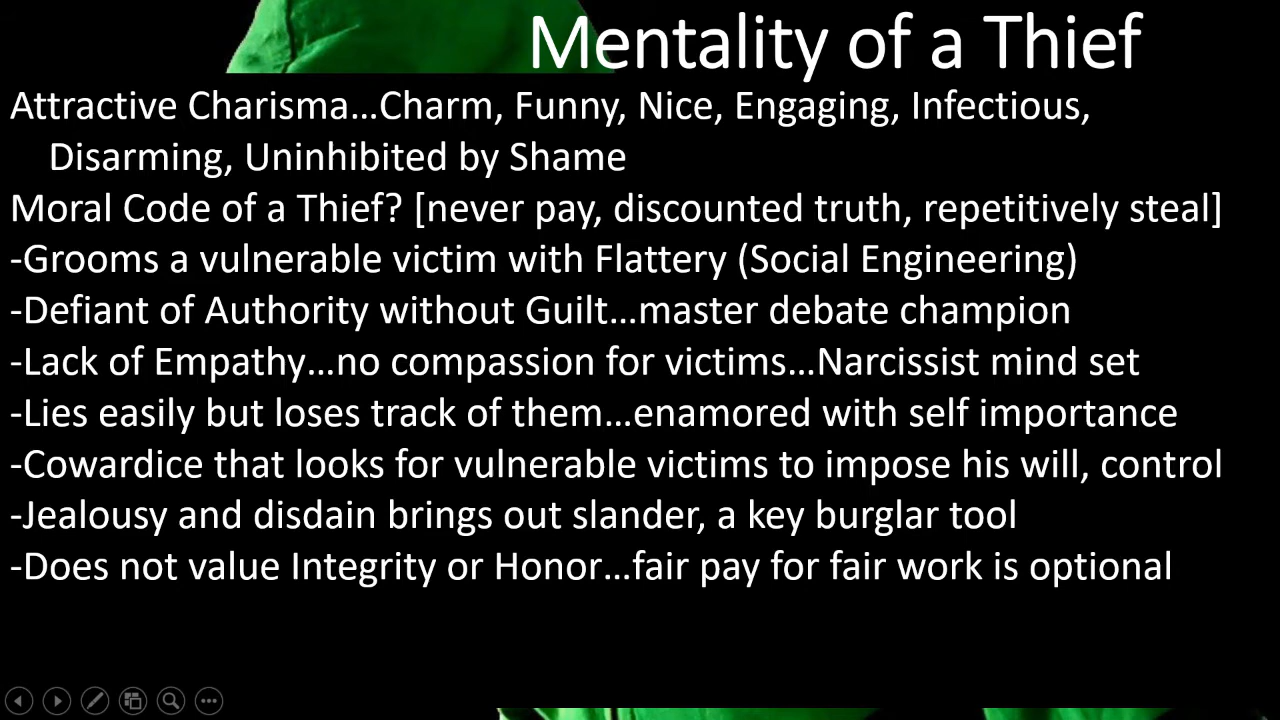 Mentality of a Thief
Attractive Charisma...Charm, Funny, Nice, Engaging, Infectious,
Disarming, Uninhibited by Shame
Moral Code of a Thief? [never pay, discounted truth, repetitively steal]
-Grooms a vulnerable victim with Flattery (Social Engineering)
-Defiant of Authority without Guilt...master debate champion
-Lack of Empathy...no compassion for victims...Narcissist mind set
-Lies easily but loses track of them...enamored with self importance
-Cowardice that looks for vulnerable victims to impose his will, control
-Jealousy and disdain brings out slander, a key burglar tool
-Does not value Integrity or Honor...fair pay for fair work is optional